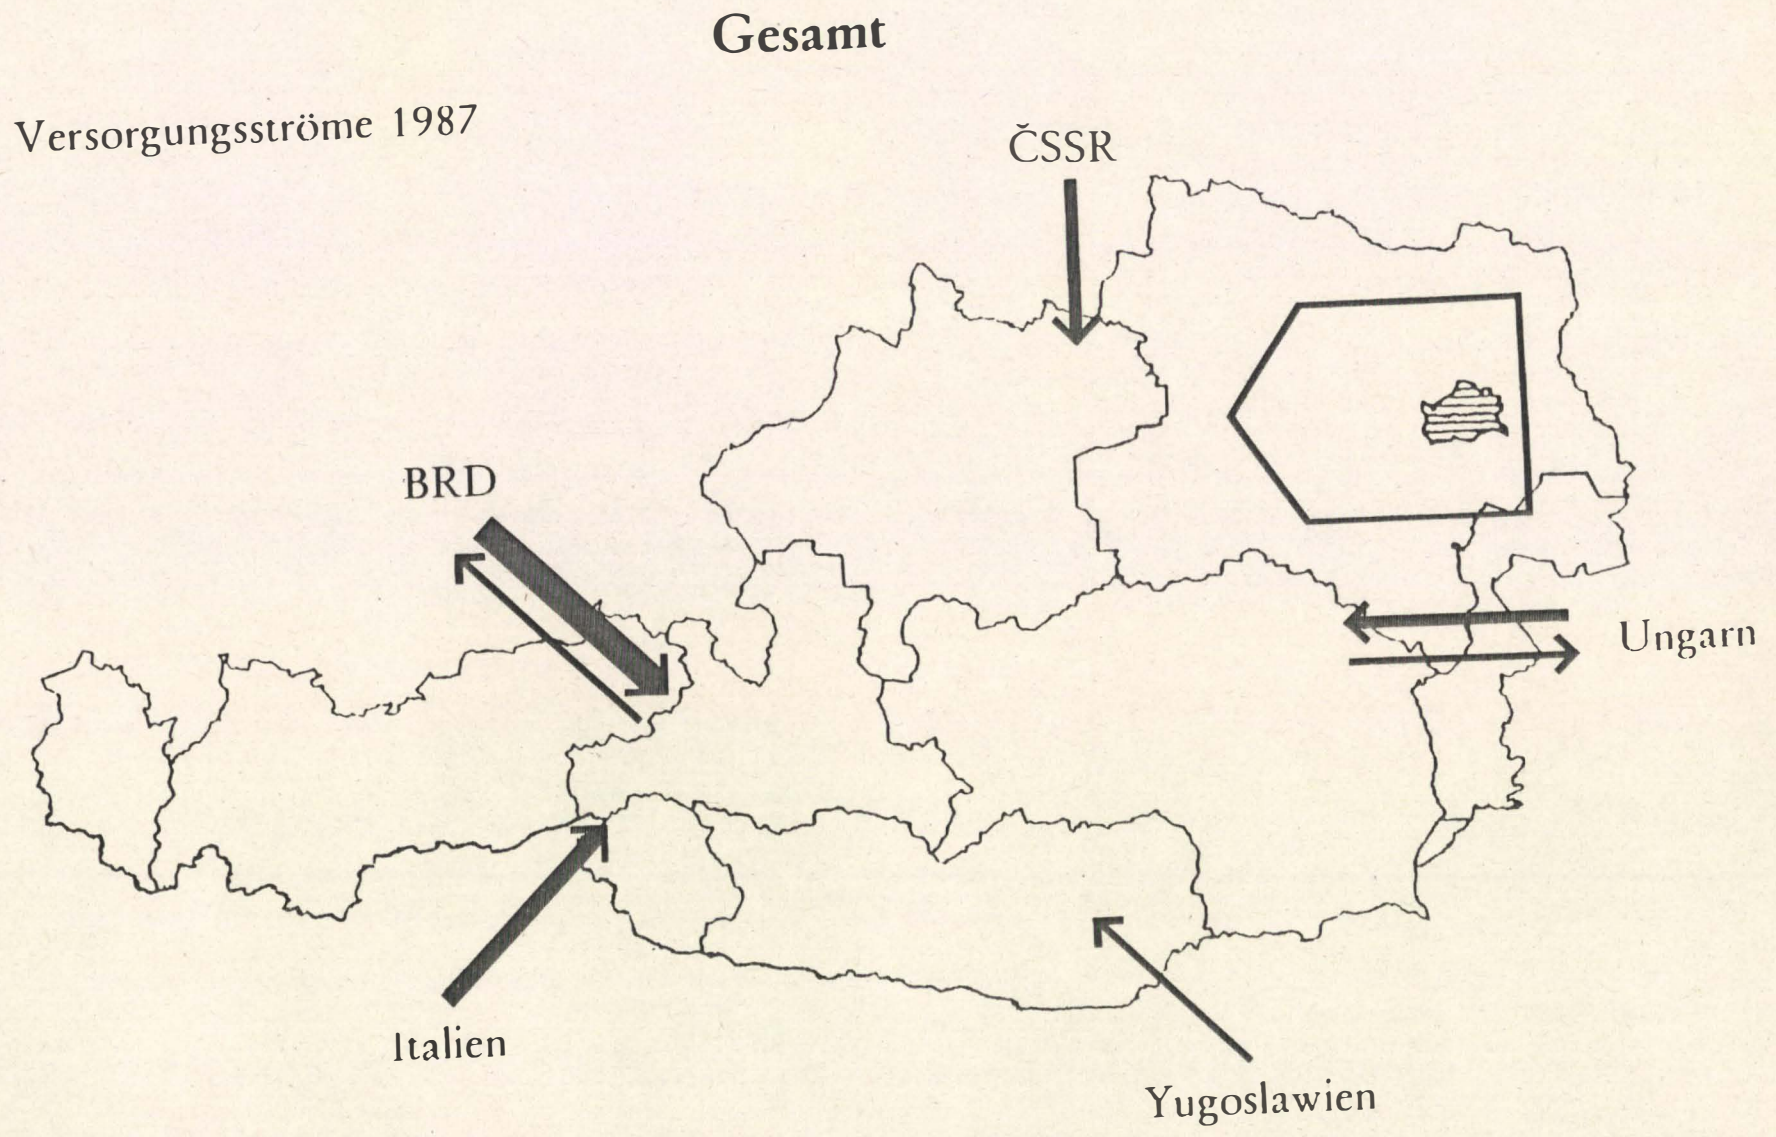 Gesamt
Versorgungsströme 1987
ČSSR
BRD
Ungarn
Italien
Yugoslawien